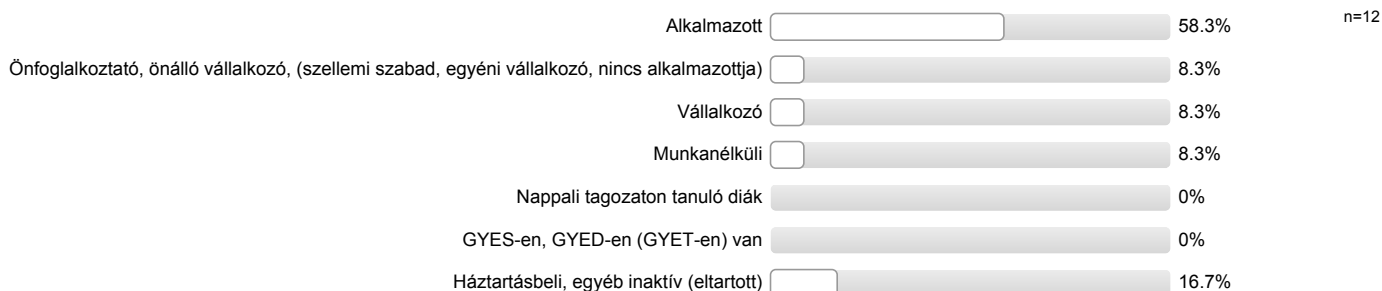 Alkalmazott 58.3% n=12
Önfoglalkoztató, önálló vállalkozó, (szellemi szabad, egyéni vállalkozó, nincs alkalmazottja) 8.3%
Vállalkozó 8.3%
Munkanélküli 8.3%
Nappali tagozaton tanuló diák 0%
GYES-en, GYED-en (GYET-en) van 0%
Háztartásbeli, egyéb inaktív (eltartott) 16.7%